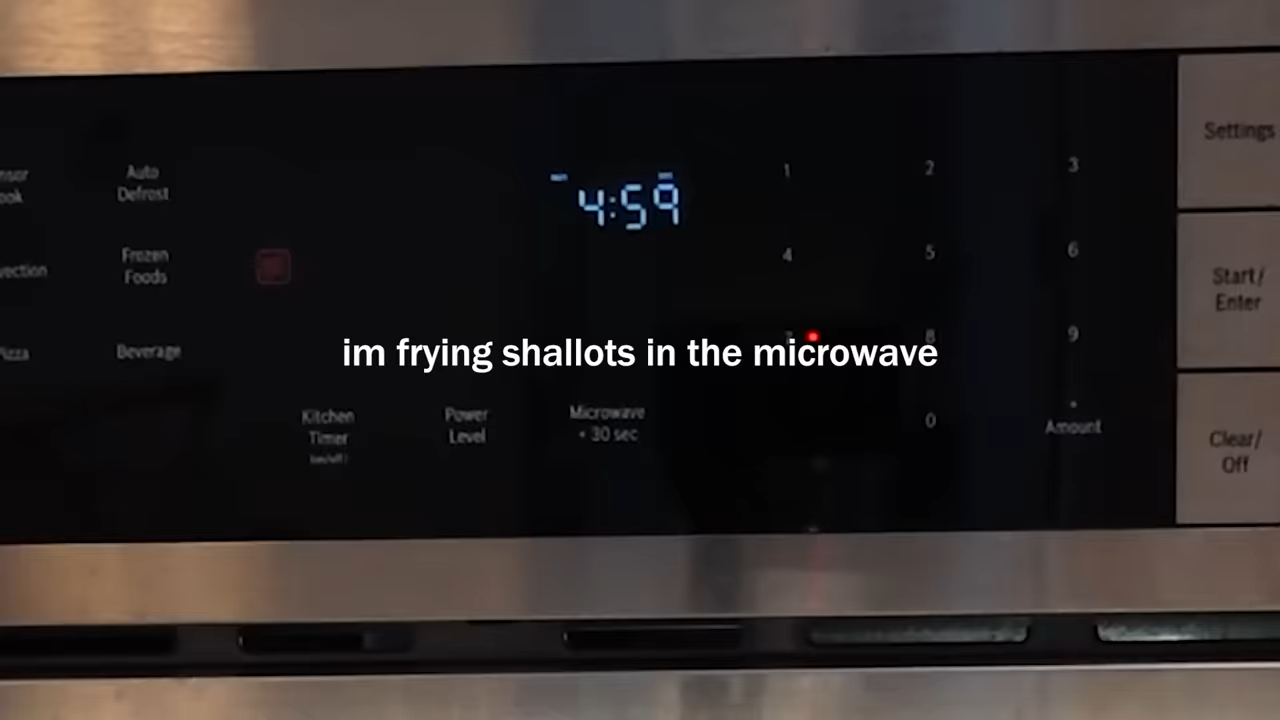 Settings
Auto
Defrost
4:59
1 2 3
Frozen
Foods
4 5 6
Start/
Enter
8 9
im frying shallots in the microwave
Beverage
Kitchen
Timer
Power
Level
Microwave
+ 30 sec
0
Amount
Clear/
Off